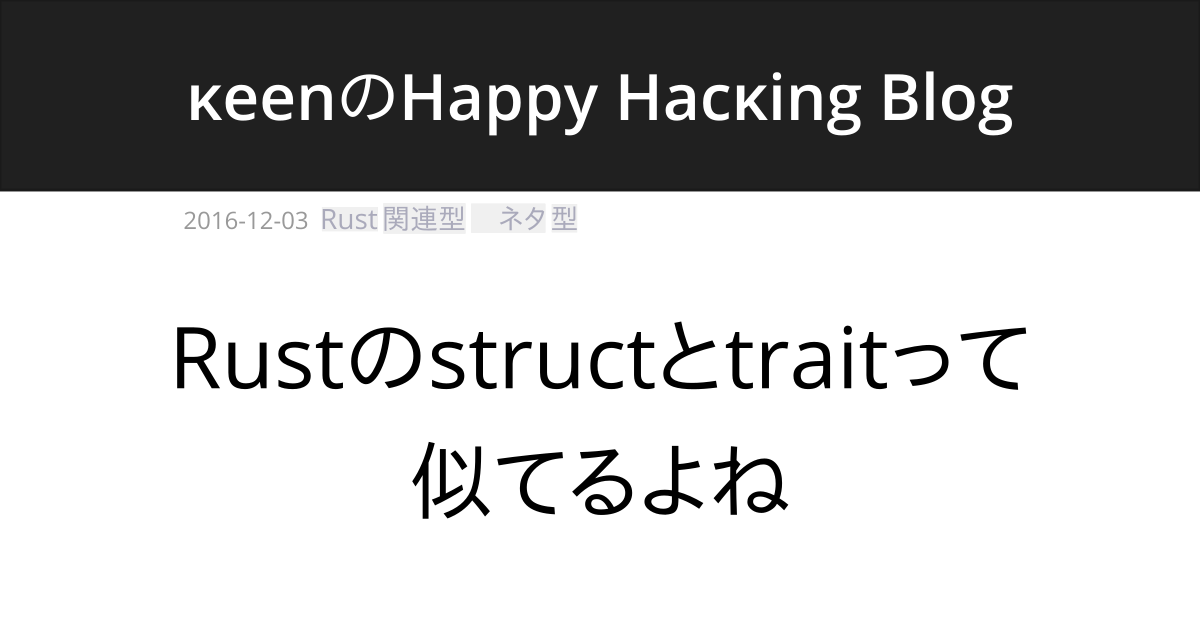 κeenのHappy Hacκing Blog
2016-12-03 Rust 関連型 ネタ 型
Rustのstructとtraitって
似てるよね